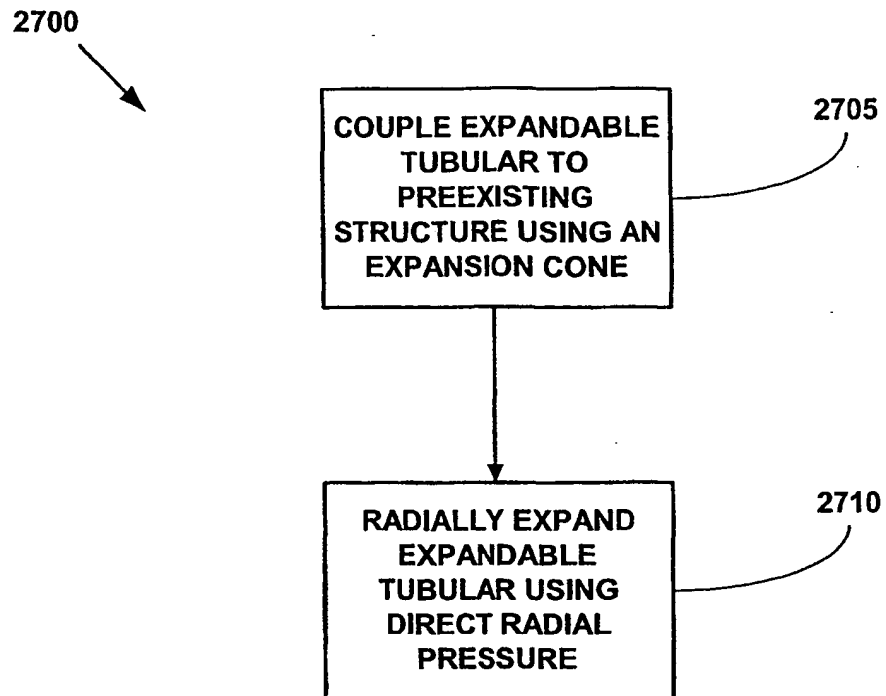 2700
COUPLE EXPANDABLE
TUBULAR TO
PREEXISTING
STRUCTURE USING AN
EXPANSION CONE
2705
RADIALLY EXPAND
EXPANDABLE
TUBULAR USING
DIRECT RADIAL
PRESSURE
2710